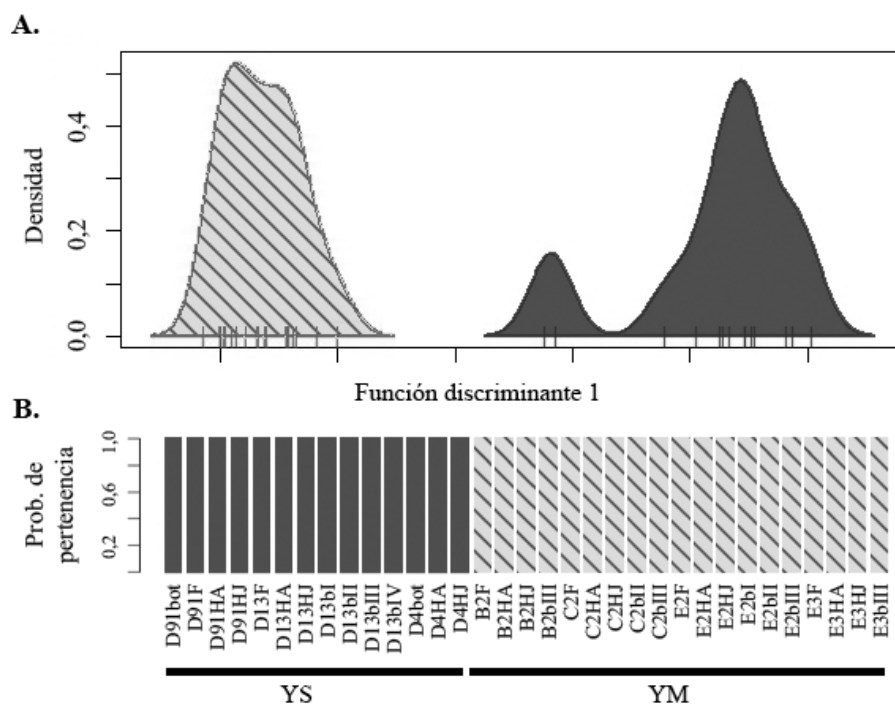 A.
Densidad
0,4
0,2
0,0
Función discriminante 1
B.
Prob. de
pertenencia
1,0
0,6
0,2
D91bot
D91F
D91HA
D91HJ
D13F
D13HA
D13HJ
D13bI
D13bII
D13bIII
D13bIV
D4bot
D4HA
D4HJ
B2F
B2HA
B2HJ
B2bIII
C2F
C2HA
C2HJ
C2bII
C2bIII
E2F
E2HA
E2HJ
E2bI
E2bII
E2bIII
E3F
E3HA
E3HJ
E3bIII
YS
YM